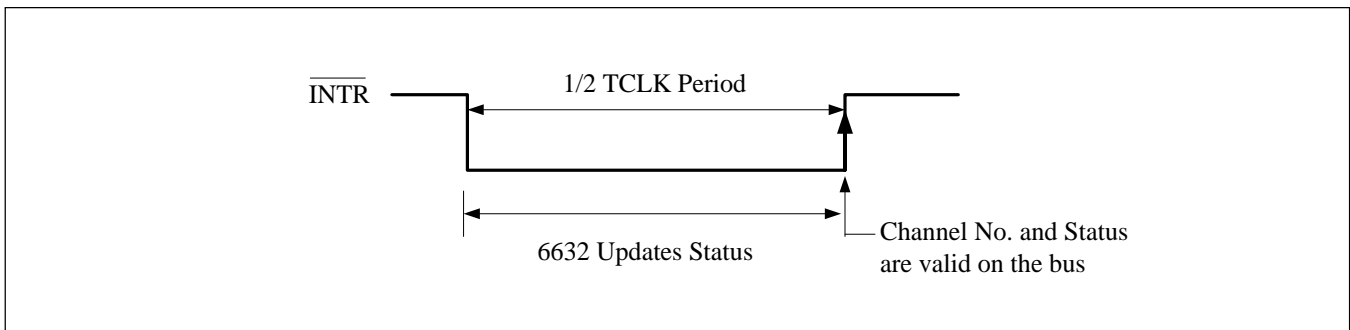 1/2 TCLK Period
INTR
6632 Updates Status
Channel No. and Status
are valid on the bus